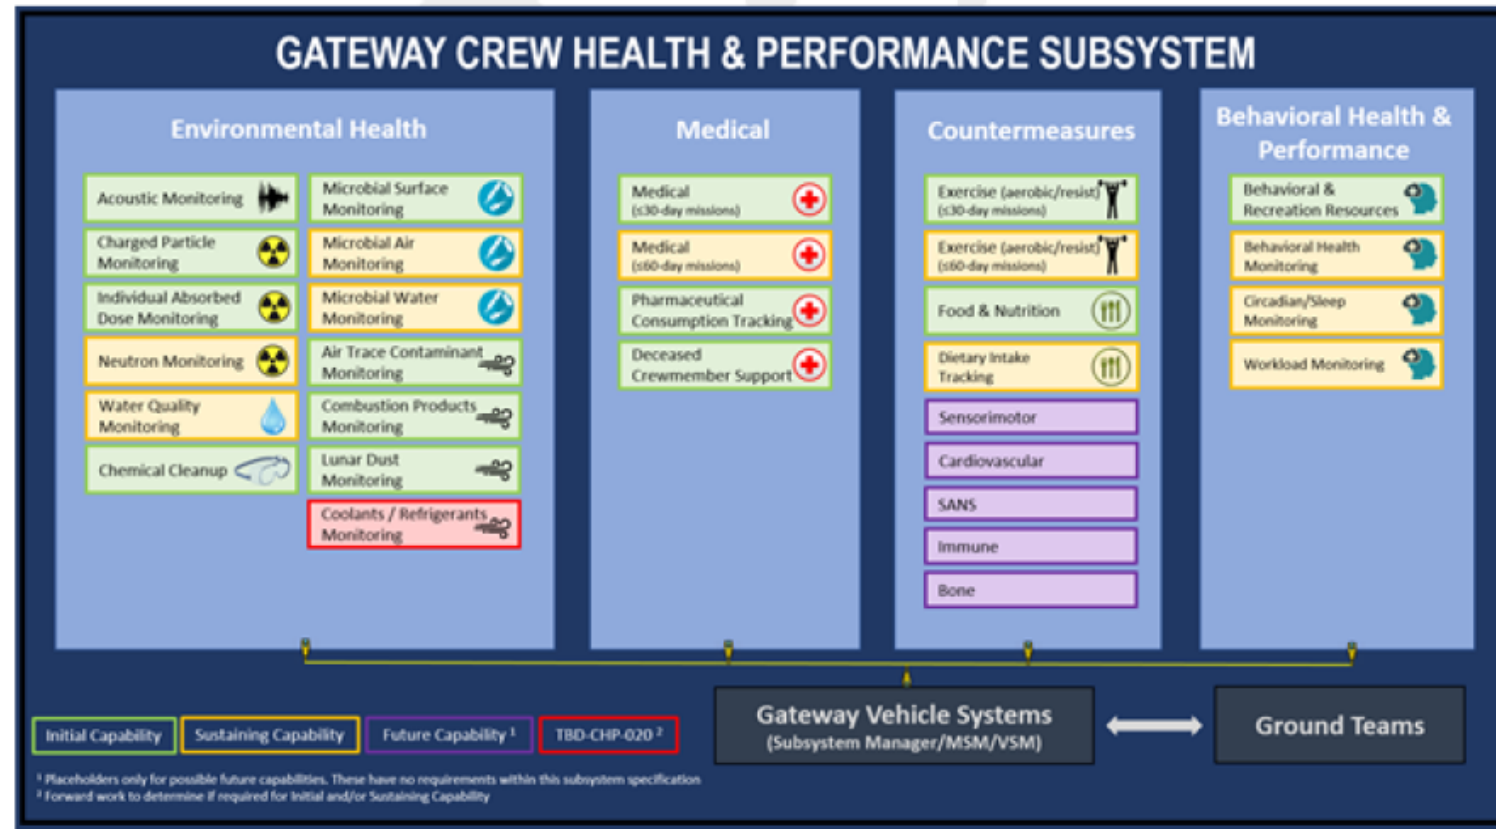 GATEWAY CREW HEALTH & PERFORMANCE SUBSYSTEM
Environmental Health
Acoustic Monitoring
Charged Particle
Monitoring
Individual Absorbed
Dose Monitoring
Neutron Monitoring
Water Quality
Monitoring
Chemical Cleanup
Microbial Surface
Monitoring
Microbial Air
Monitoring
Microbial Water
Monitoring
Air Trace Contaminant
Monitoring
Combustion Products
Monitoring
Lunar Dust
Monitoring
Coolants / Refrigerants
Monitoring
Medical
Medical
(≤30-day missions)
Medical
(≤60-day missions)
Pharmaceutical
Consumption Tracking
Deceased
Crewmember Support
Countermeasures
Exercise (aerobic/resist)
(≤30-day missions)
Exercise (aerobic/resist)
(≤60-day missions)
Food & Nutrition
Dietary Intake
Tracking
Sensorimotor
Cardiovascular
SANS
Immune
Bone
Behavioral Health &
Performance
Behavioral &
Recreation Resources
Behavioral Health
Monitoring
Circadian/Sleep
Monitoring
Workload Monitoring
Initial Capability
Sustaining Capability
Future Capability ¹
TBD-CHP-020 ²
Gateway Vehicle Systems
(Subsystem Manager/MSM/VSM)
Ground Teams
¹ Placeholders only for possible future capabilities. These have no requirements within this subsystem specification
² Forward work to determine if required for Initial and/or Sustaining Capability